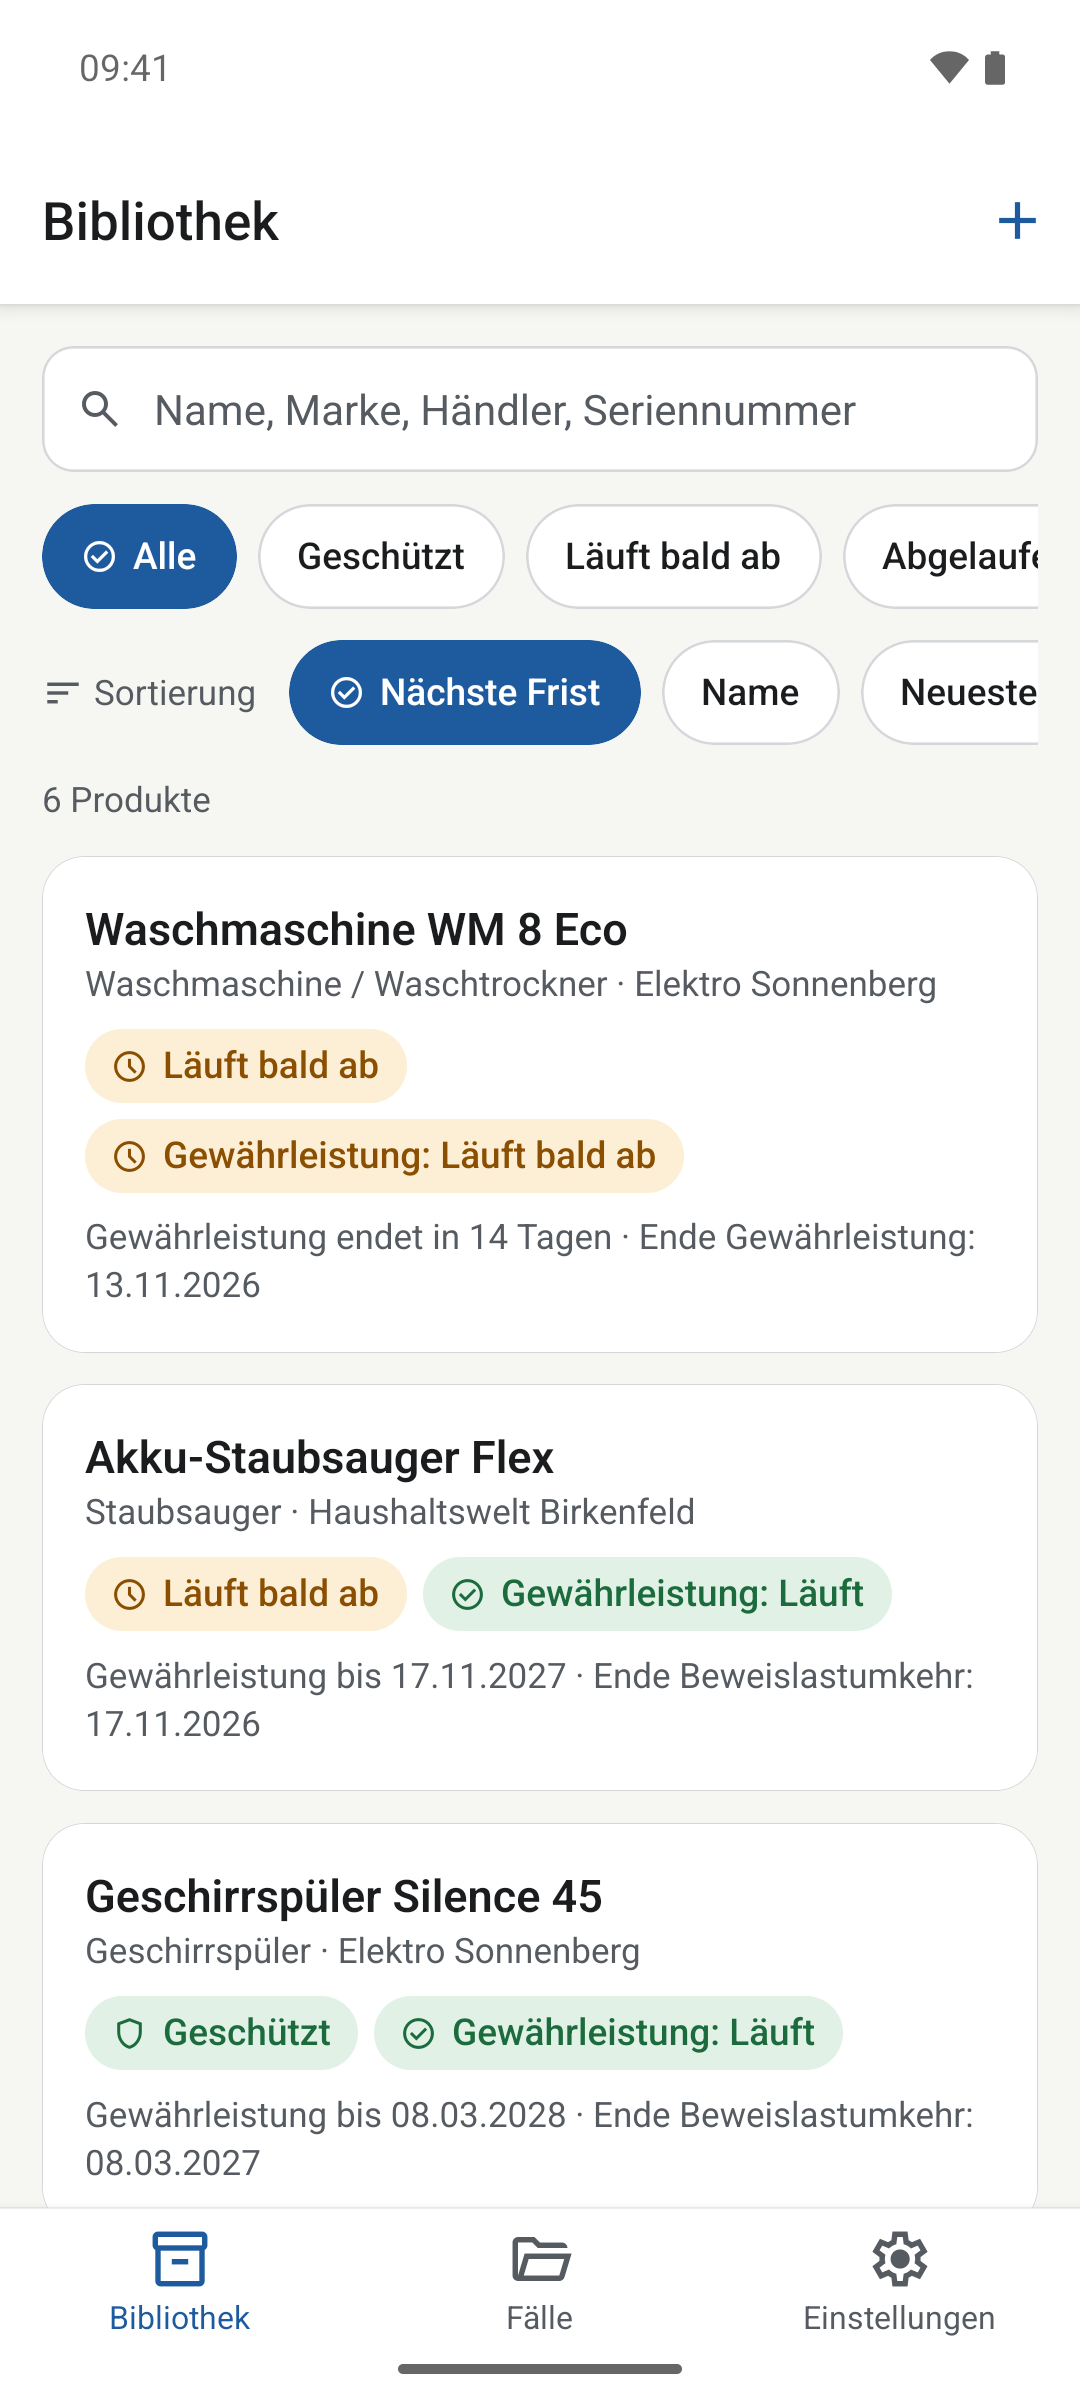 09:41
Bibliothek
Name, Marke, Händler, Seriennummer
Alle
Geschützt
Läuft bald ab
Abgelaufe
Sortierung
Nächste Frist
Name
Neueste
6 Produkte
Waschmaschine WM 8 Eco
Waschmaschine / Waschtrockner · Elektro Sonnenberg
Läuft bald ab
Gewährleistung: Läuft bald ab
Gewährleistung endet in 14 Tagen · Ende Gewährleistung:
13.11.2026
Akku-Staubsauger Flex
Staubsauger · Haushaltswelt Birkenfeld
Läuft bald ab
Gewährleistung: Läuft
Gewährleistung bis 17.11.2027 · Ende Beweislastumkehr:
17.11.2026
Geschirrspüler Silence 45
Geschirrspüler · Elektro Sonnenberg
Geschützt
Gewährleistung: Läuft
Gewährleistung bis 08.03.2028 · Ende Beweislastumkehr:
08.03.2027
Bibliothek
Fälle
Einstellungen